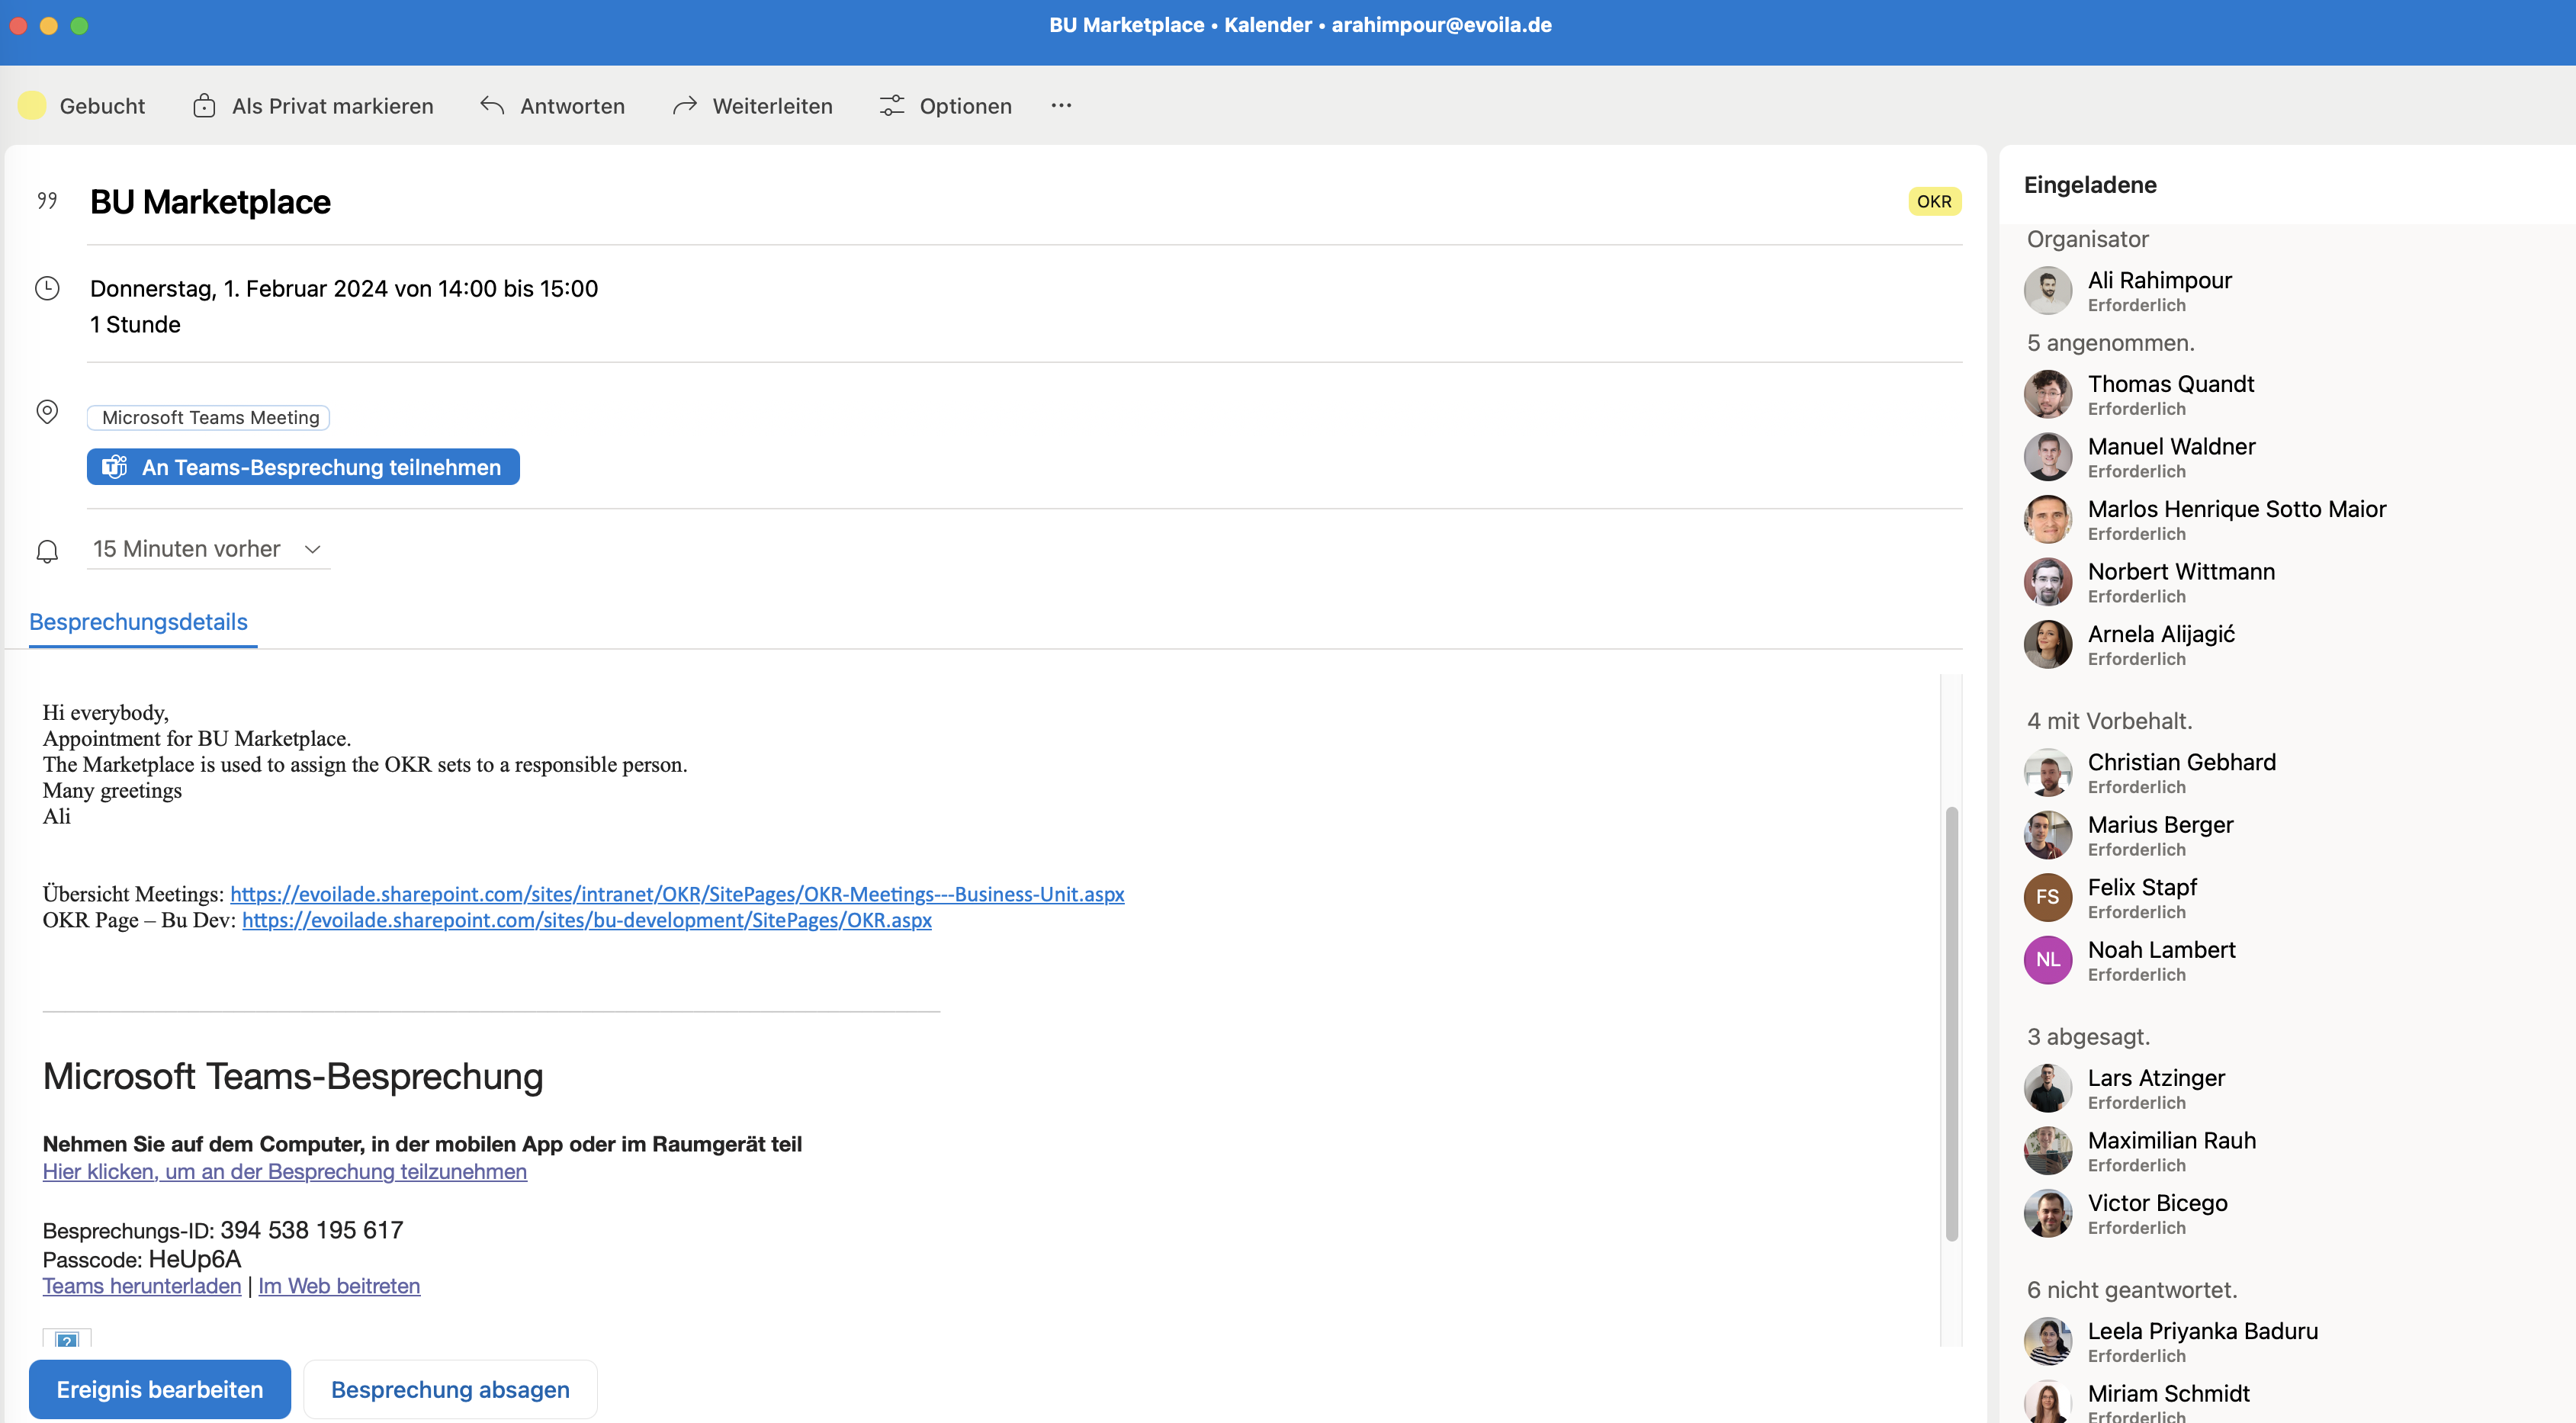 BU Marketplace • Kalender • arahimpour@evoila.de
Gebucht
Als Privat markieren
Antworten
Weiterleiten
Optionen
BU Marketplace
OKR
Donnerstag, 1. Februar 2024 von 14:00 bis 15:00
1 Stunde
Microsoft Teams Meeting
An Teams-Besprechung teilnehmen
15 Minuten vorher
Besprechungsdetails
Hi everybody,
Appointment for BU Marketplace.
The Marketplace is used to assign the OKR sets to a responsible person.
Many greetings
Ali
Übersicht Meetings: https://evoilade.sharepoint.com/sites/intranet/OKR/SitePages/OKR-Meetings---Business-Unit.aspx
OKR Page – Bu Dev: https://evoilade.sharepoint.com/sites/bu-development/SitePages/OKR.aspx
Microsoft Teams-Besprechung
Nehmen Sie auf dem Computer, in der mobilen App oder im Raumgerät teil
Hier klicken, um an der Besprechung teilzunehmen
Besprechungs-ID: 394 538 195 617
Passcode: HeUp6A
Teams herunterladen | Im Web beitreten
?
Ereignis bearbeiten
Besprechung absagen
Eingeladene
Organisator
Ali Rahimpour
Erforderlich
5 angenommen.
Thomas Quandt
Erforderlich
Manuel Waldner
Erforderlich
Marlos Henrique Sotto Maior
Erforderlich
Norbert Wittmann
Erforderlich
Arnela Alijagić
Erforderlich
4 mit Vorbehalt.
Christian Gebhard
Erforderlich
Marius Berger
Erforderlich
FS
Felix Stapf
Erforderlich
NL
Noah Lambert
Erforderlich
3 abgesagt.
Lars Atzinger
Erforderlich
Maximilian Rauh
Erforderlich
Victor Bicego
Erforderlich
6 nicht geantwortet.
Leela Priyanka Baduru
Erforderlich
Miriam Schmidt
Erforderlich